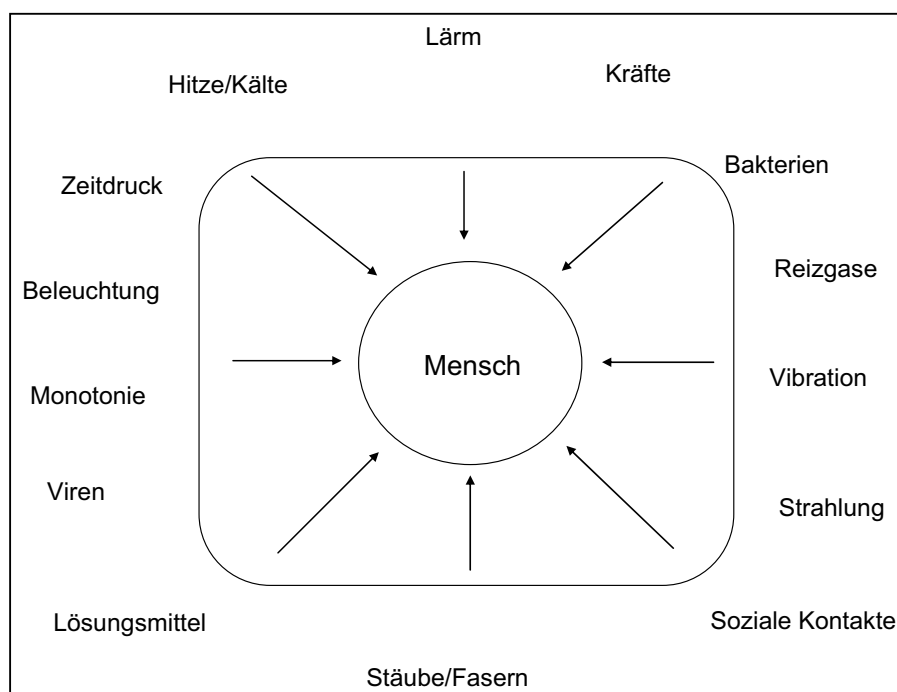 Lärm
Hitze/Kälte
Kräfte
Zeitdruck
Bakterien
Beleuchtung
Reizgase
Mensch
Monotonie
Vibration
Viren
Strahlung
Lösungsmittel
Soziale Kontakte
Stäube/Fasern